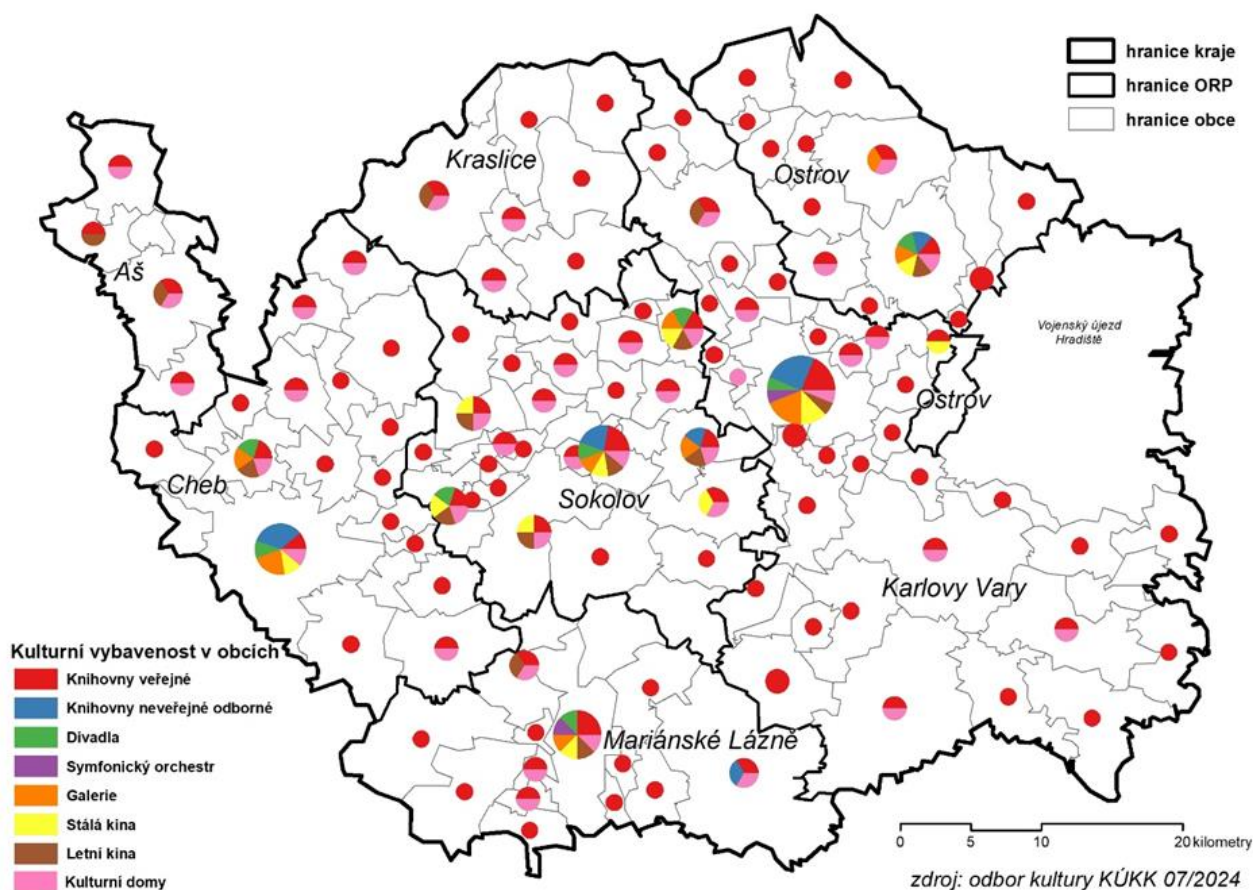 hranice kraje
hranice ORP
hranice obce
Kraslice
Ostrov
Aš
Vojenský újezd
Hradiště
Ostrov
Cheb
Sokolov
Karlovy Vary
Mariánské Lázně
Kulturní vybavenost v obcích
Knihovny veřejné
Knihovny neveřejné odborné
Divadla
Symfonický orchestr
Galerie
Stálá kina
Letní kina
Kulturní domy
0 5 10 20 kilometry
zdroj: odbor kultury KÚKK 07/2024